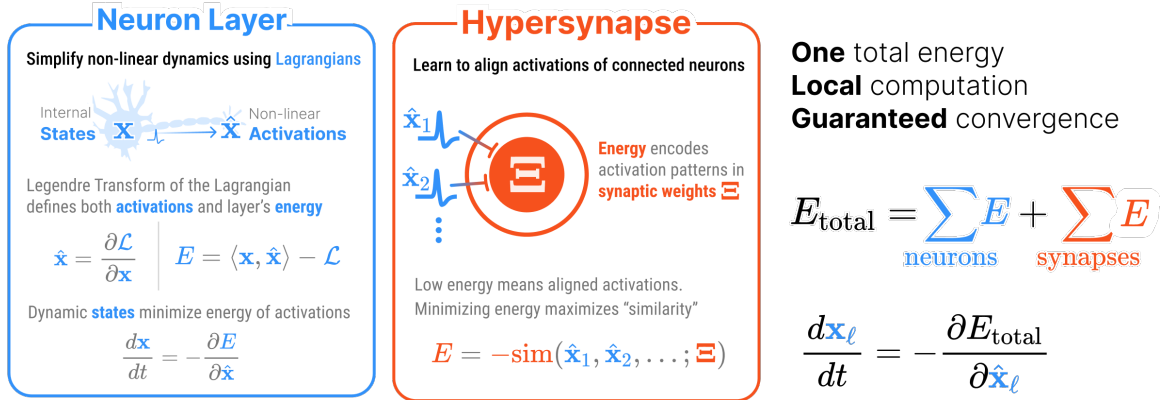 Neuron Layer
Simplify non-linear dynamics using Lagrangians
Internal
States
x
x̂
Non-linear
Activations
Legendre Transform of the Lagrangian
defines both activations and layer's energy
x̂ = ∂ℒ/∂x
E = ⟨x, x̂⟩ − ℒ
Dynamic states minimize energy of activations
dx/dt = −∂E/∂x̂
Hypersynapse
Learn to align activations of connected neurons
x̂₁
x̂₂
⋮
Ξ
Energy encodes
activation patterns in
synaptic weights Ξ
Low energy means aligned activations.
Minimizing energy maximizes “similarity”
E = −sim(x̂₁, x̂₂, …; Ξ)
One total energy
Local computation
Guaranteed convergence
E_total = ∑ E + ∑ E
neurons synapses
dx_ℓ/dt = −∂E_total/∂x̂_ℓ